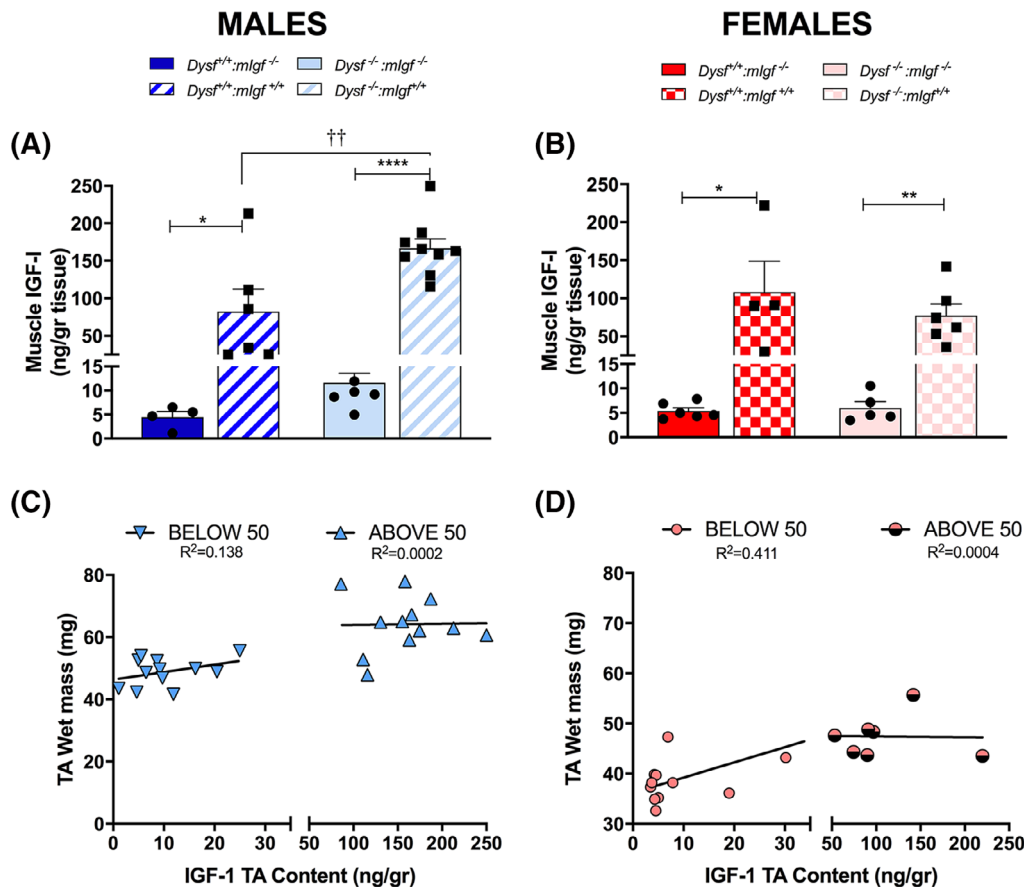 MALES
Dysf+/+:mIgf -/- Dysf -/-:mIgf -/-
Dysf+/+:mIgf +/+ Dysf -/-:mIgf+/+
FEMALES
Dysf+/+:mIgf -/- Dysf -/-:mIgf -/-
Dysf+/+:mIgf +/+ Dysf -/-:mIgf+/+
(A)
Muscle IGF-I
(ng/gr tissue)
250
200
150
100
50
15
10
5
0
*
††
****
(B)
Muscle IGF-I
(ng/gr tissue)
250
200
150
100
50
15
10
5
0
*
**
(C)
BELOW 50 ABOVE 50
R2=0.138 R2=0.0002
TA Wet mass (mg)
80
60
40
20
0
0 10 20 30 50 100 150 200 250
IGF-1 TA Content (ng/gr)
(D)
BELOW 50 ABOVE 50
R2=0.411 R2=0.0004
TA Wet mass (mg)
80
70
60
50
40
30
0 10 20 30 50 100 150 200 250
IGF-1 TA Content (ng/gr)